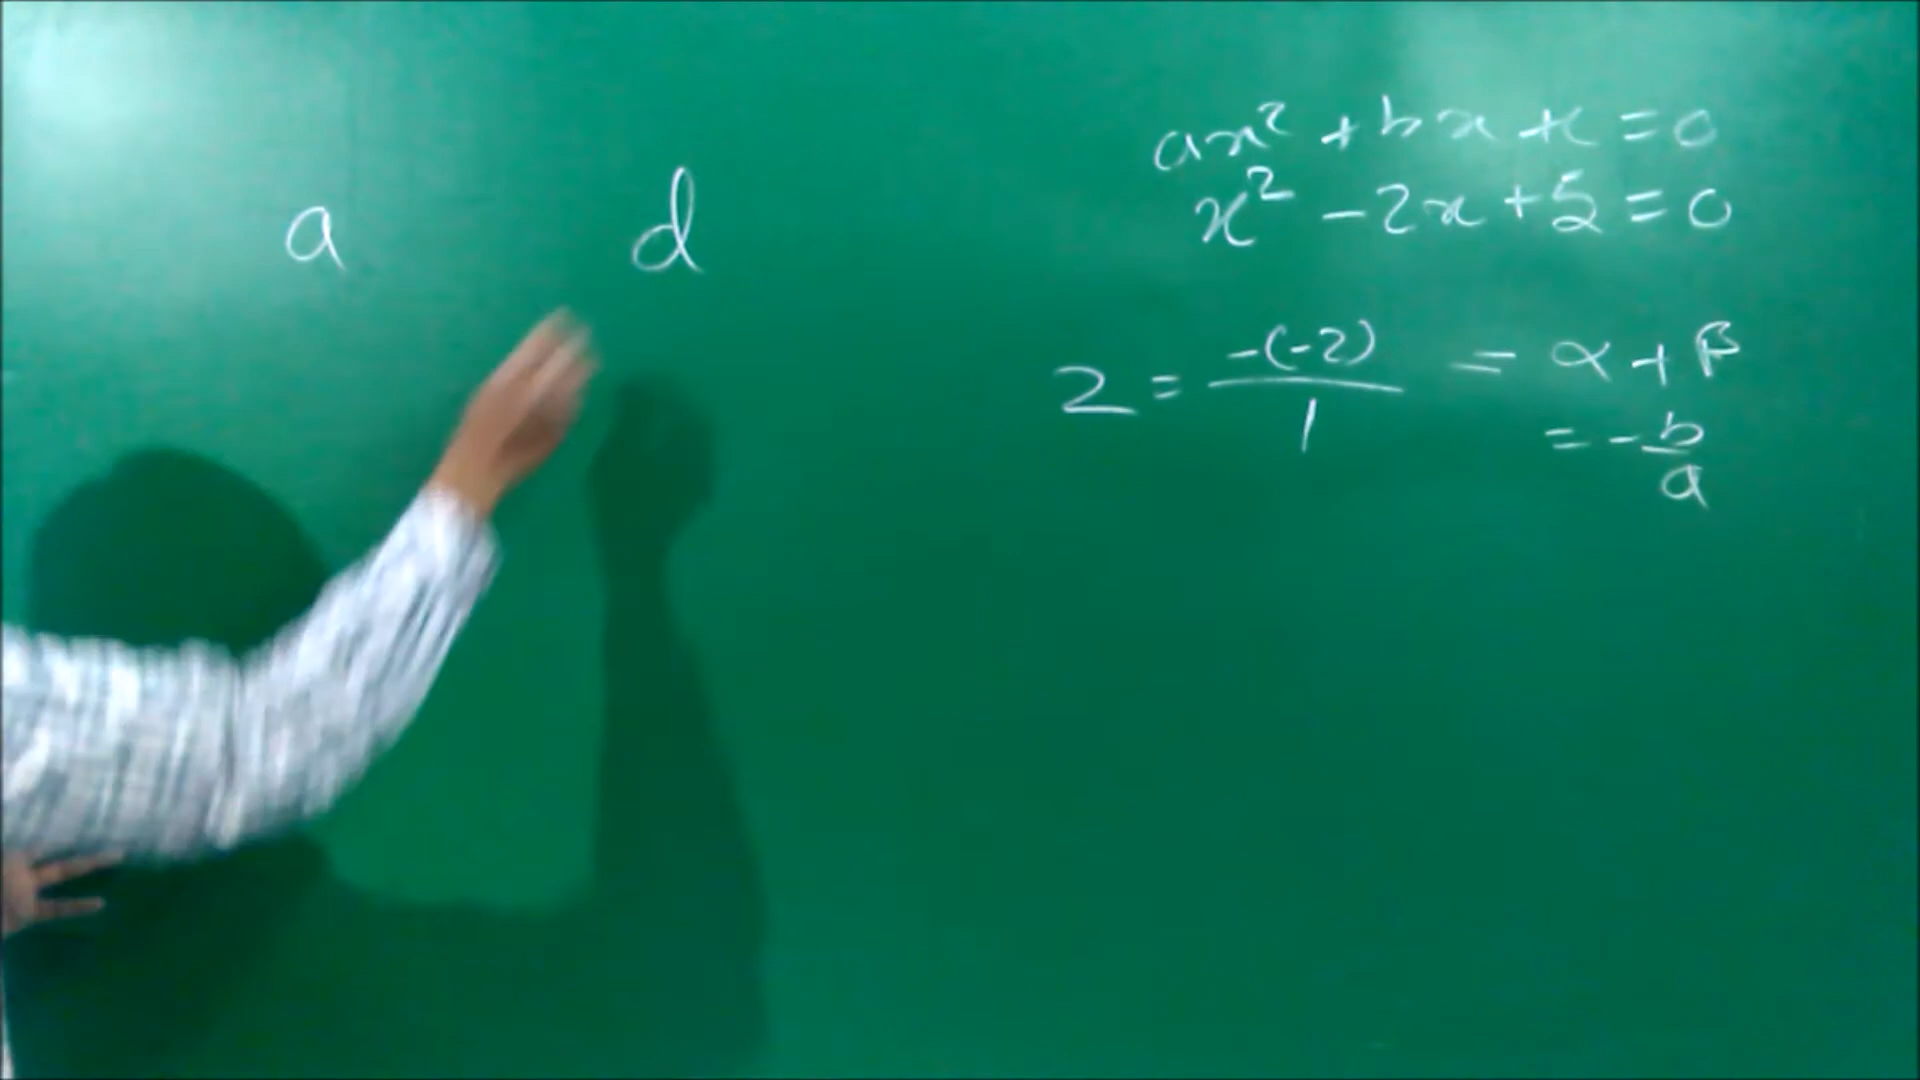 a d
ax² + bx + c = 0
x² - 2x + 5 = 0
2 = -(-2)/1 = α + β
= -b/a